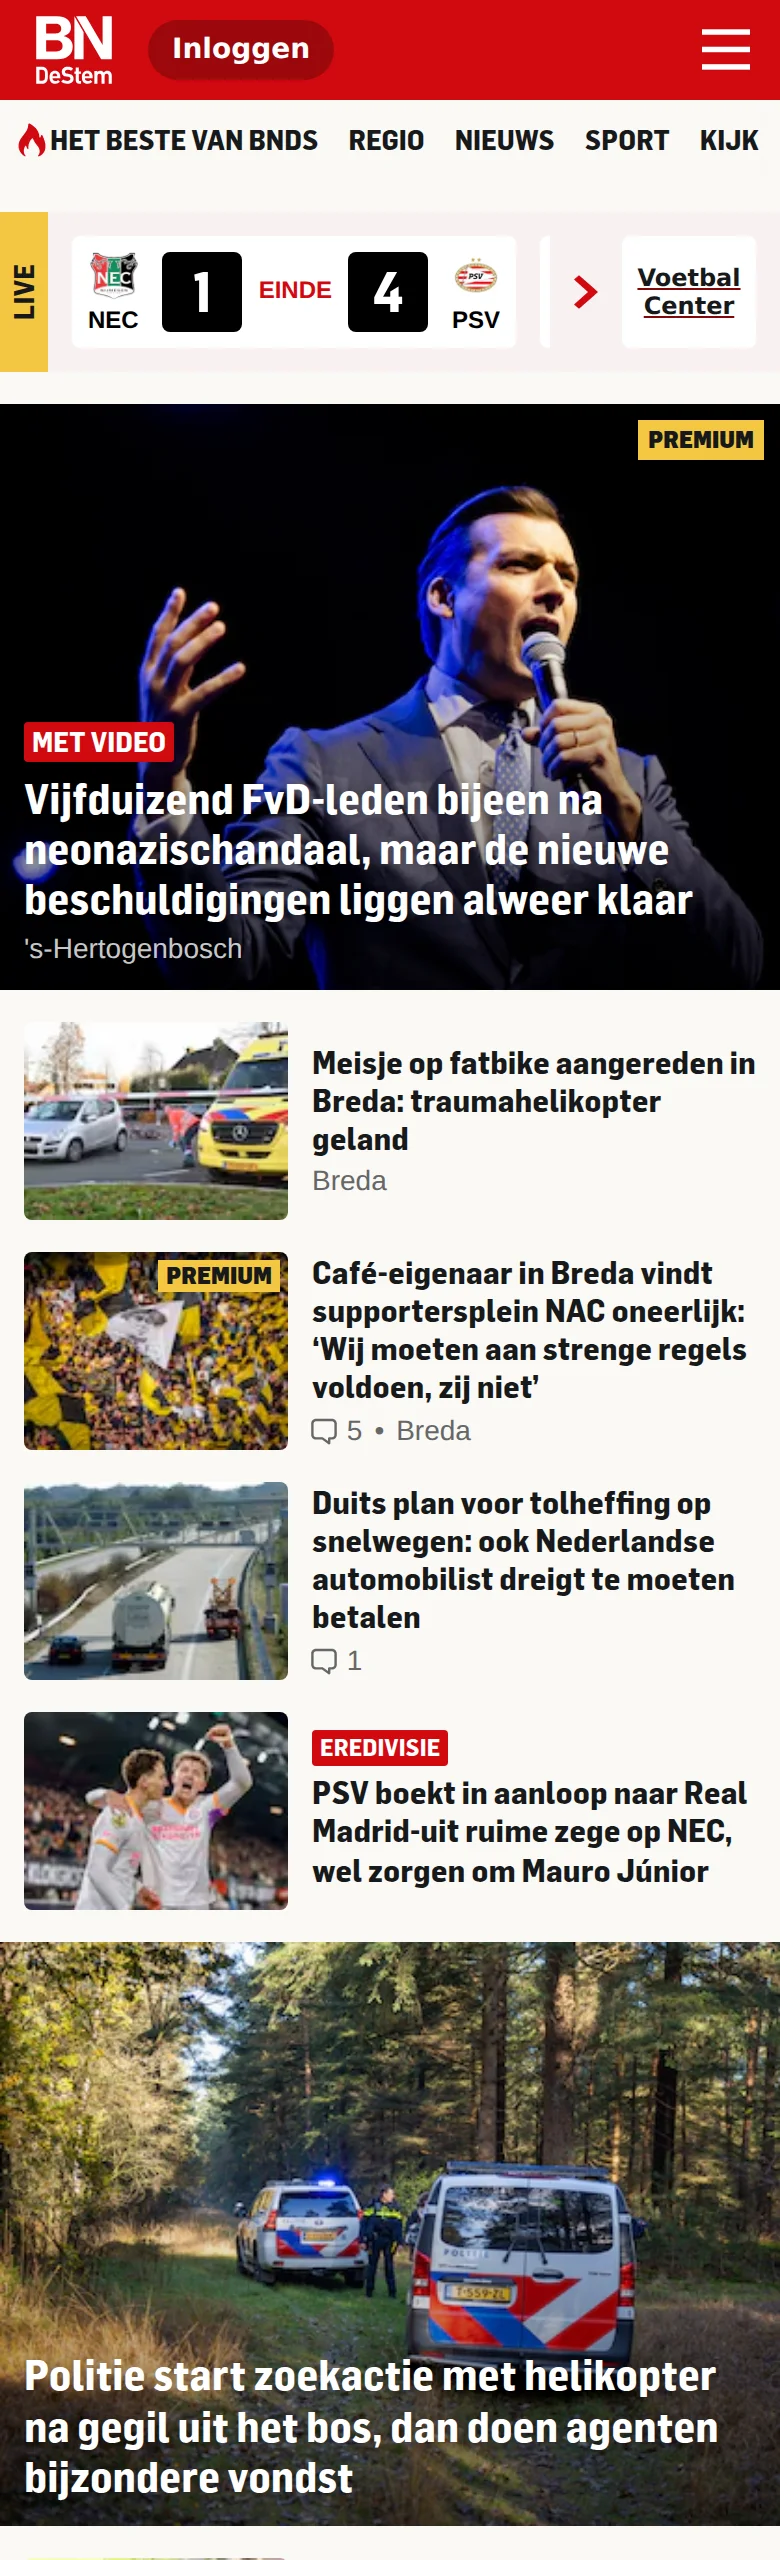 BN
DeStem
Inloggen
HET BESTE VAN BNDS REGIO NIEUWS SPORT KIJK
LIVE
NEC
NEC
1
EINDE
4
PSV
PSV
Voetbal
Center
PREMIUM
MET VIDEO
Vijfduizend FvD-leden bijeen na
neonazischandaal, maar de nieuwe
beschuldigingen liggen alweer klaar
's-Hertogenbosch
Meisje op fatbike aangereden in
Breda: traumahelikopter
geland
Breda
PREMIUM
Café-eigenaar in Breda vindt
supportersplein NAC oneerlijk:
‘Wij moeten aan strenge regels
voldoen, zij niet’
5 • Breda
Duits plan voor tolheffing op
snelwegen: ook Nederlandse
automobilist dreigt te moeten
betalen
1
EREDIVISIE
PSV boekt in aanloop naar Real
Madrid-uit ruime zege op NEC,
wel zorgen om Mauro Júnior
POLITIE
Politie start zoekactie met helikopter
na gegil uit het bos, dan doen agenten
bijzondere vondst